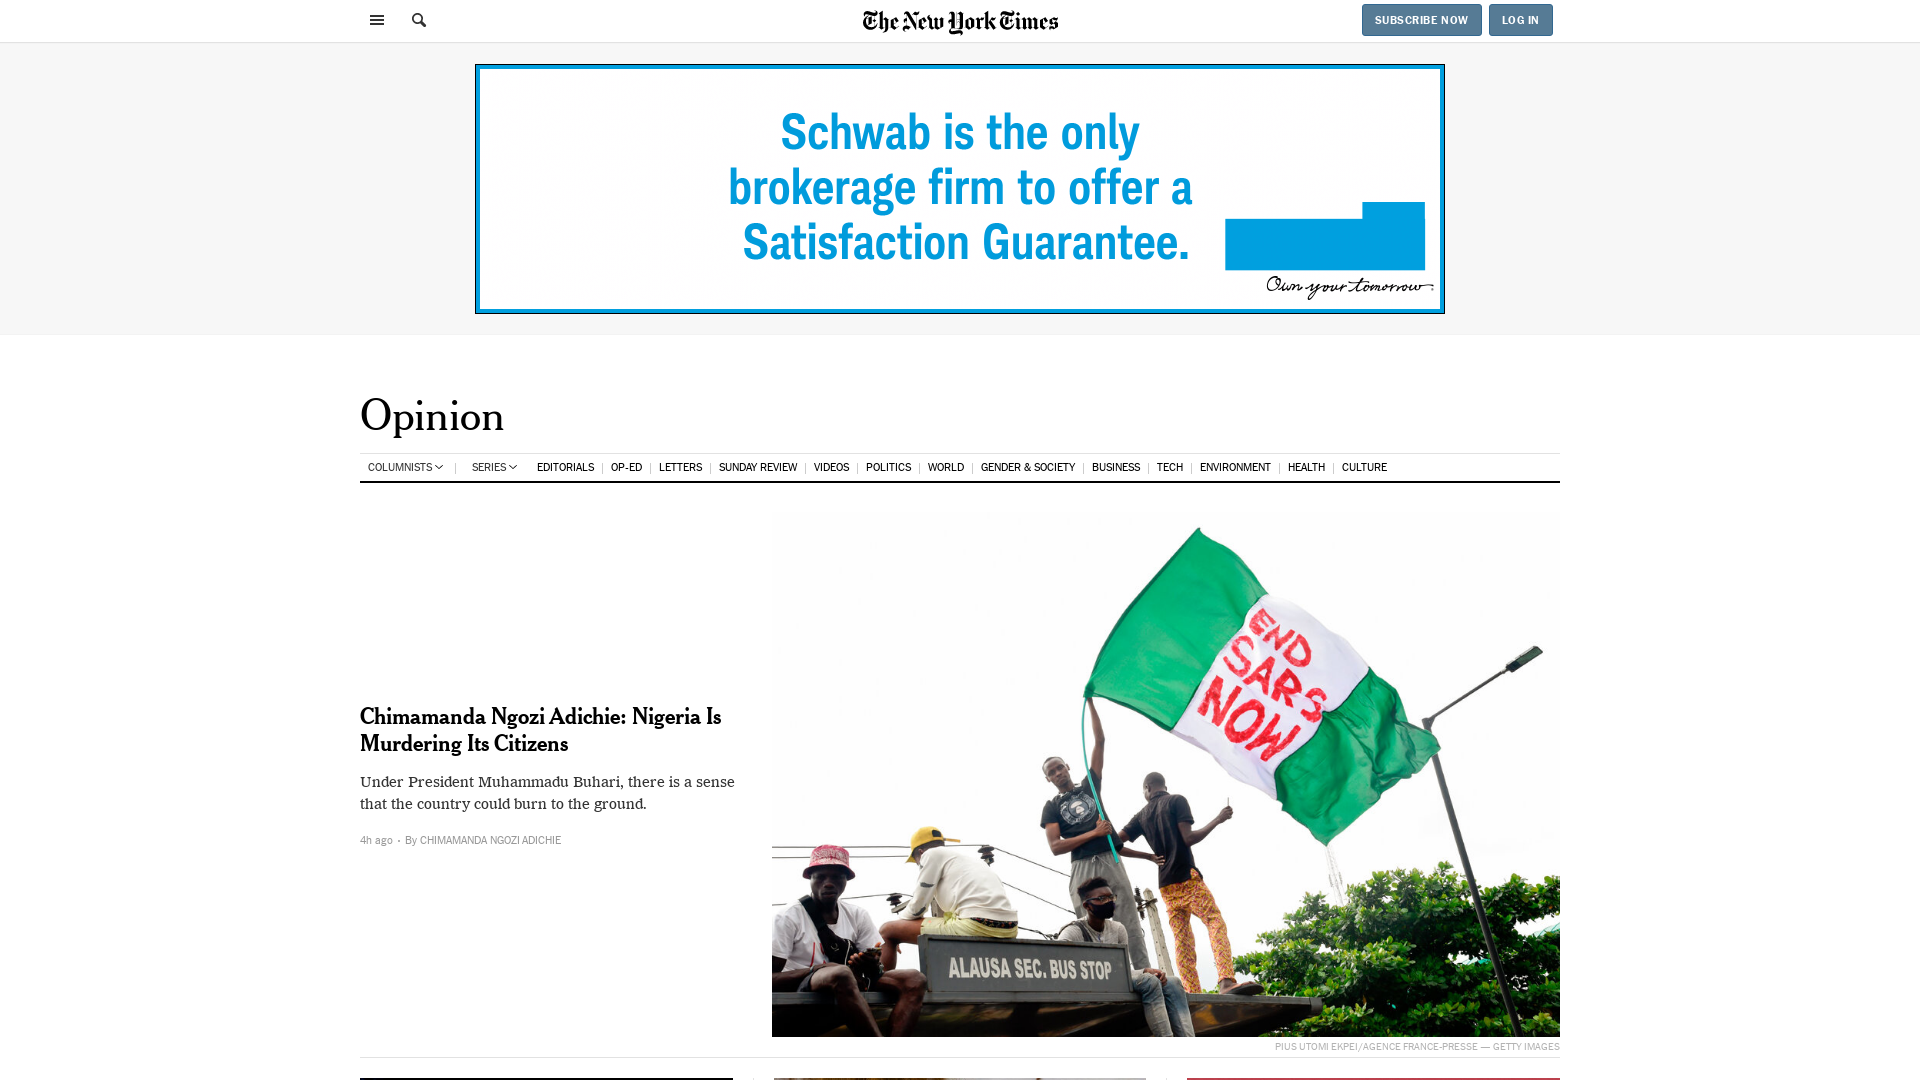 The New York Times
SUBSCRIBE NOW
LOG IN
Schwab is the only
brokerage firm to offer a
Satisfaction Guarantee.
Own your tomorrow.
Opinion
COLUMNISTS
SERIES
EDITORIALS
OP-ED
LETTERS
SUNDAY REVIEW
VIDEOS
POLITICS
WORLD
GENDER & SOCIETY
BUSINESS
TECH
ENVIRONMENT
HEALTH
CULTURE
Chimamanda Ngozi Adichie: Nigeria Is
Murdering Its Citizens
Under President Muhammadu Buhari, there is a sense
that the country could burn to the ground.
4h ago • By CHIMAMANDA NGOZI ADICHIE
END
SARS
NOW
ALAUSA SEC. BUS STOP
PIUS UTOMI EKPEI/AGENCE FRANCE-PRESSE — GETTY IMAGES